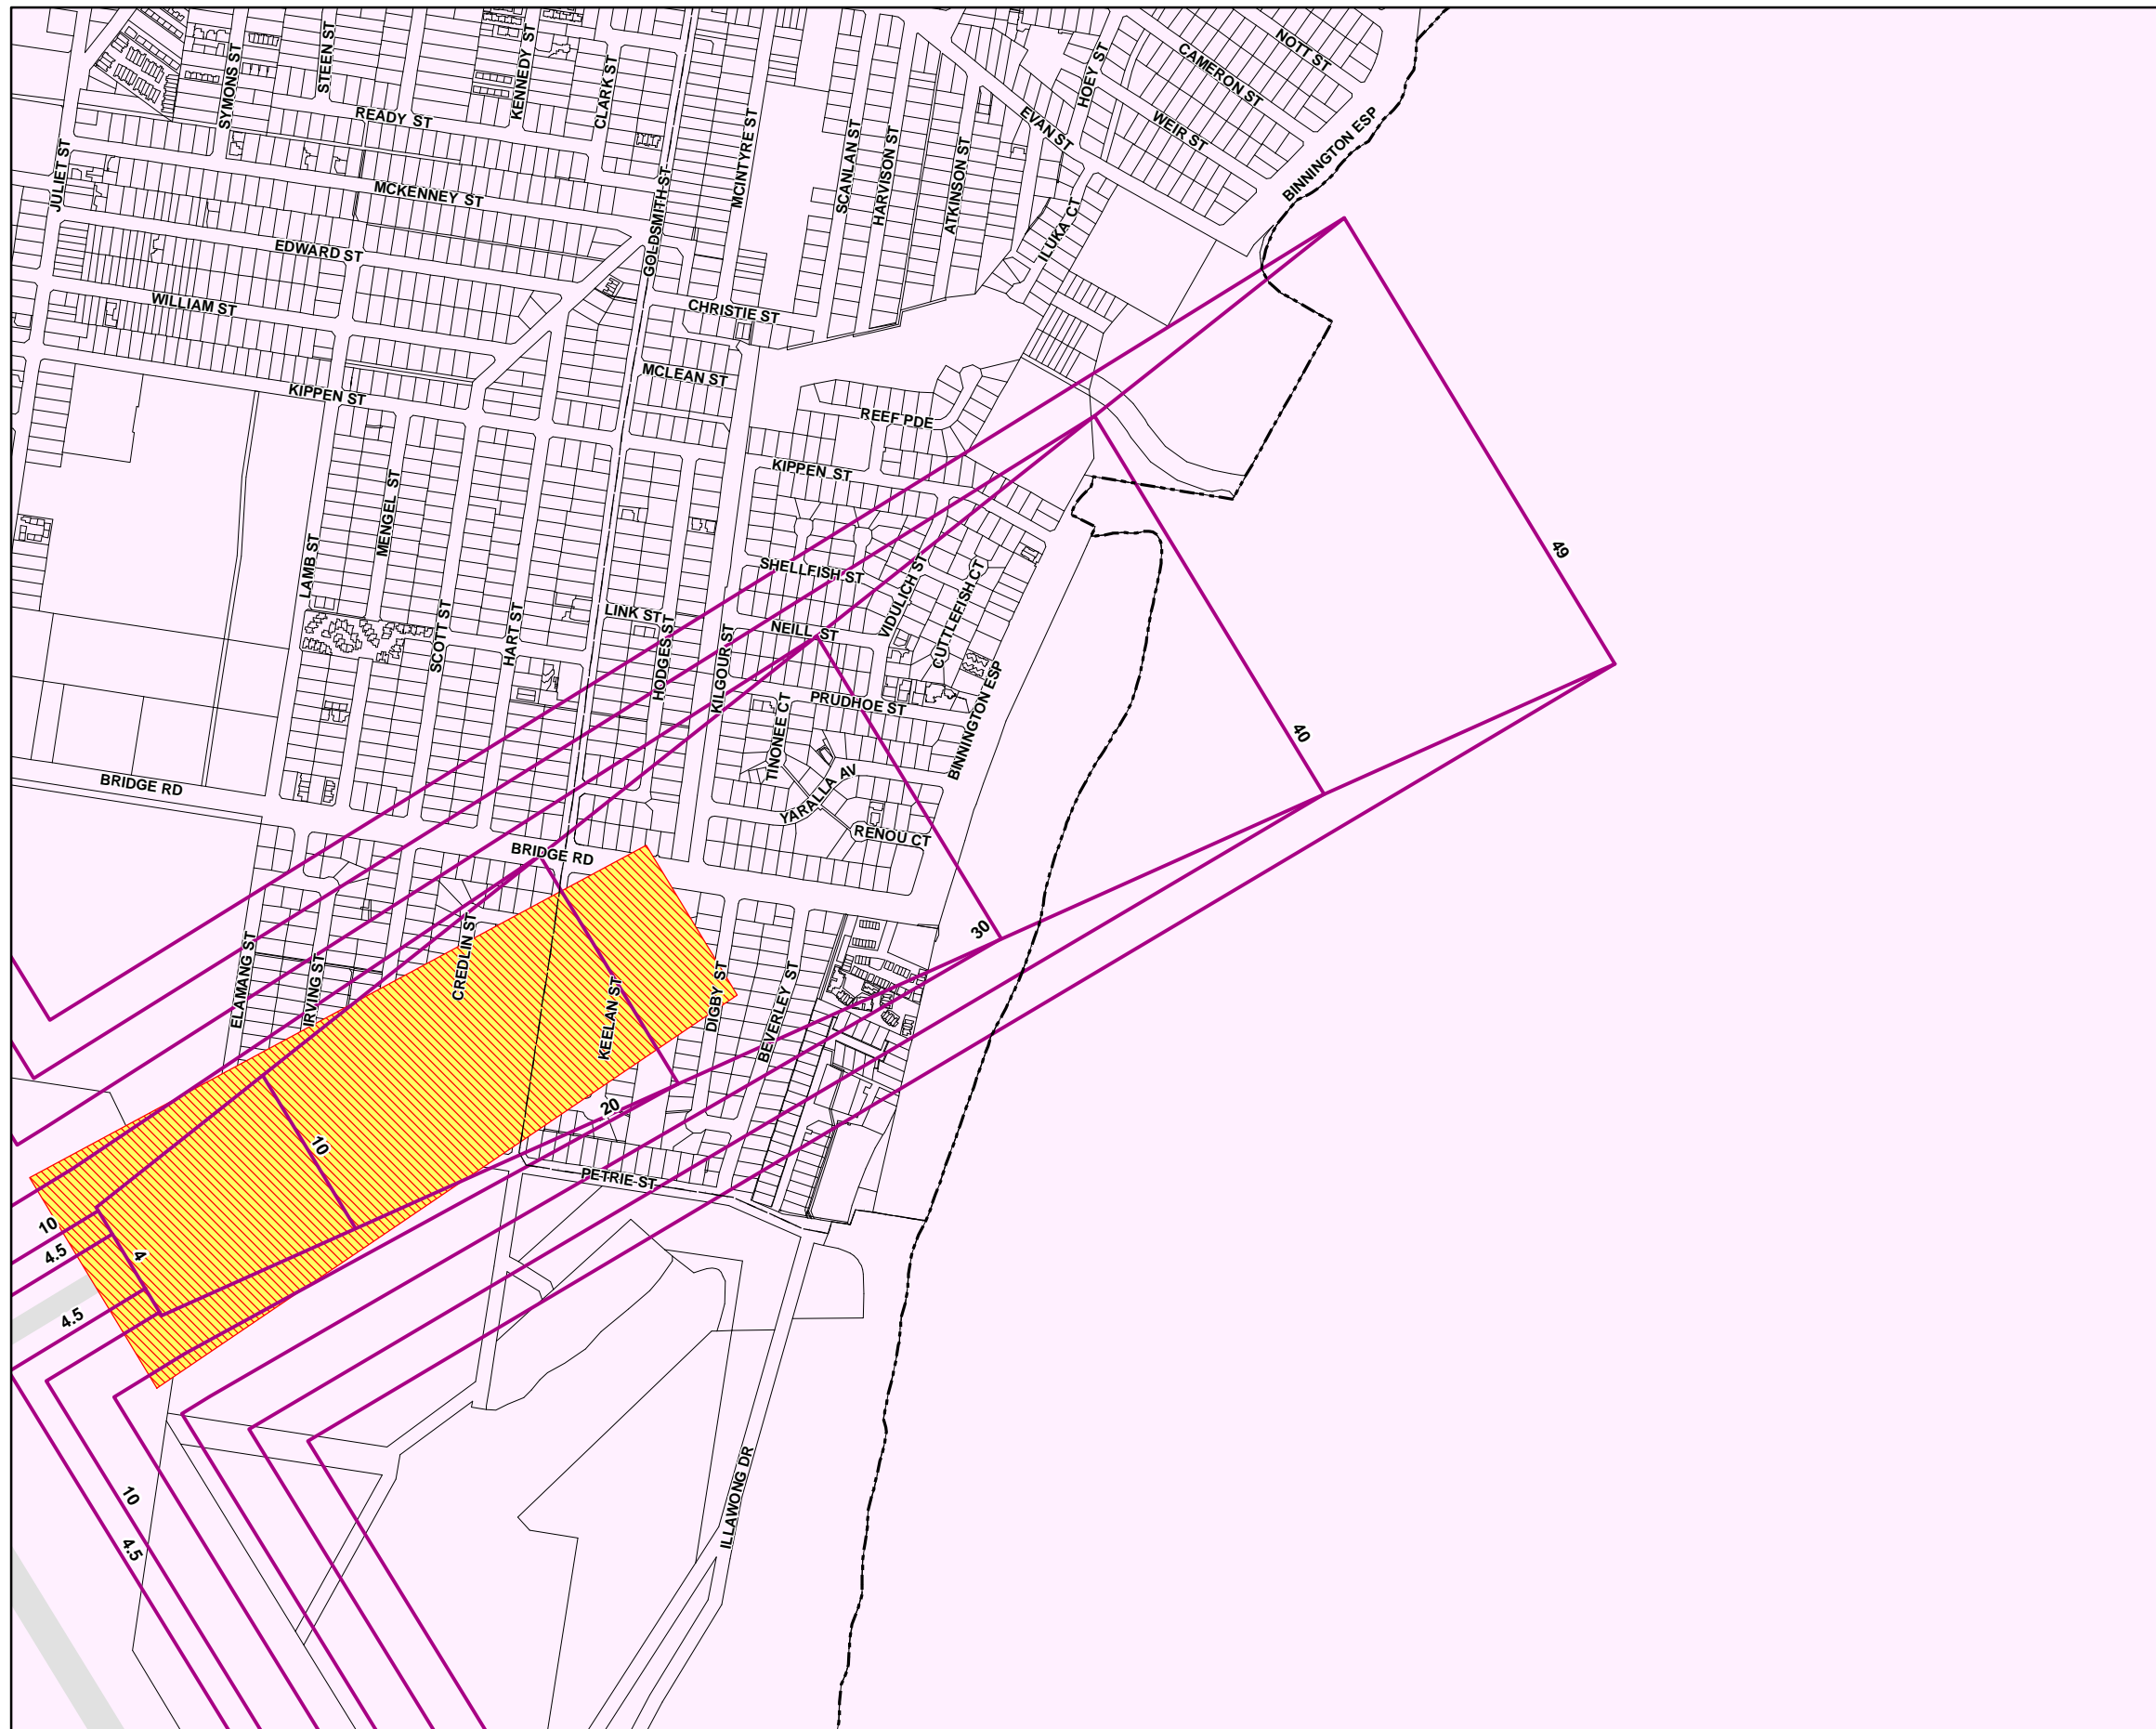 NOTT ST
CAMERON ST
HOEY ST
WEIR ST
EVAN ST
BINNINGTON ESP
STEEN ST
SYMONS ST
KENNEDY ST
CLARK ST
READY ST
MCINTYRE ST
SCANLAN ST
HARVISON ST
ATKINSON ST
JULIET ST
MCKENNEY ST
GOLDSMITH ST
ILUKA CT
EDWARD ST
WILLIAM ST
CHRISTIE ST
MCLEAN ST
KIPPEN ST
REEF PDE
KIPPEN ST
MENGEL ST
LAMB ST
SHELLFISH ST
VIDULICH ST
CUTTLEFISH CT
49
LINK ST
NEILL ST
SCOTT ST
HART ST
HODGES ST
KILGOUR ST
PRUDHOE ST
TINONEE CT
BINNINGTON ESP
40
YARALLA AV
BRIDGE RD
RENOU CT
BRIDGE RD
30
CREDLIN ST
ELAMANG ST
IRVING ST
KEELAN ST
DIGBY ST
BEVERLEY ST
20
10
PETRIE ST
10
4.5
4
4.5
10
4.5
ILLAWONG DR